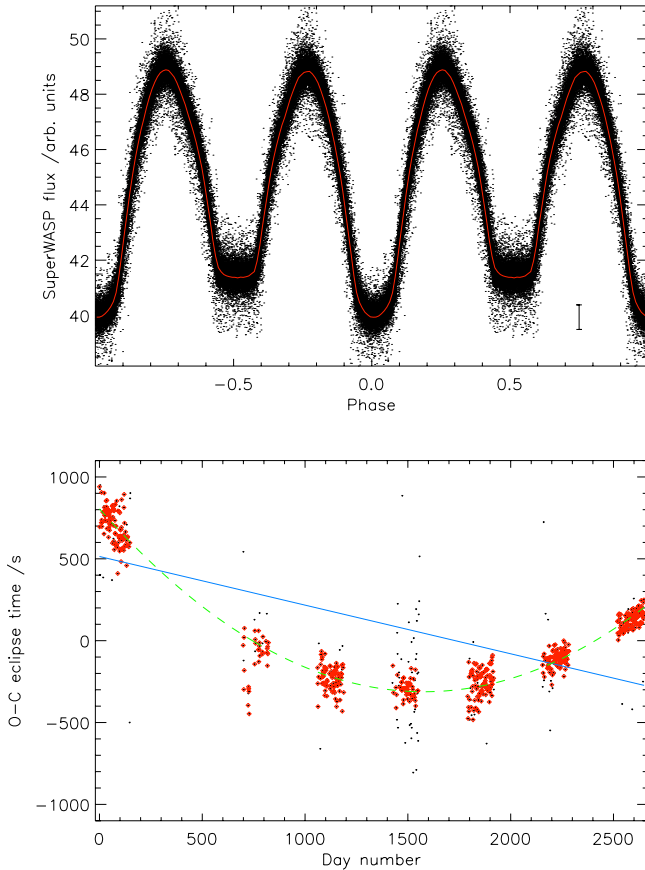 50
48
46
44
42
40
SuperWASP flux /arb. units
−0.5 0.0 0.5
Phase
1000
500
0
−500
−1000
O−C eclipse time /s
0 500 1000 1500 2000 2500
Day number